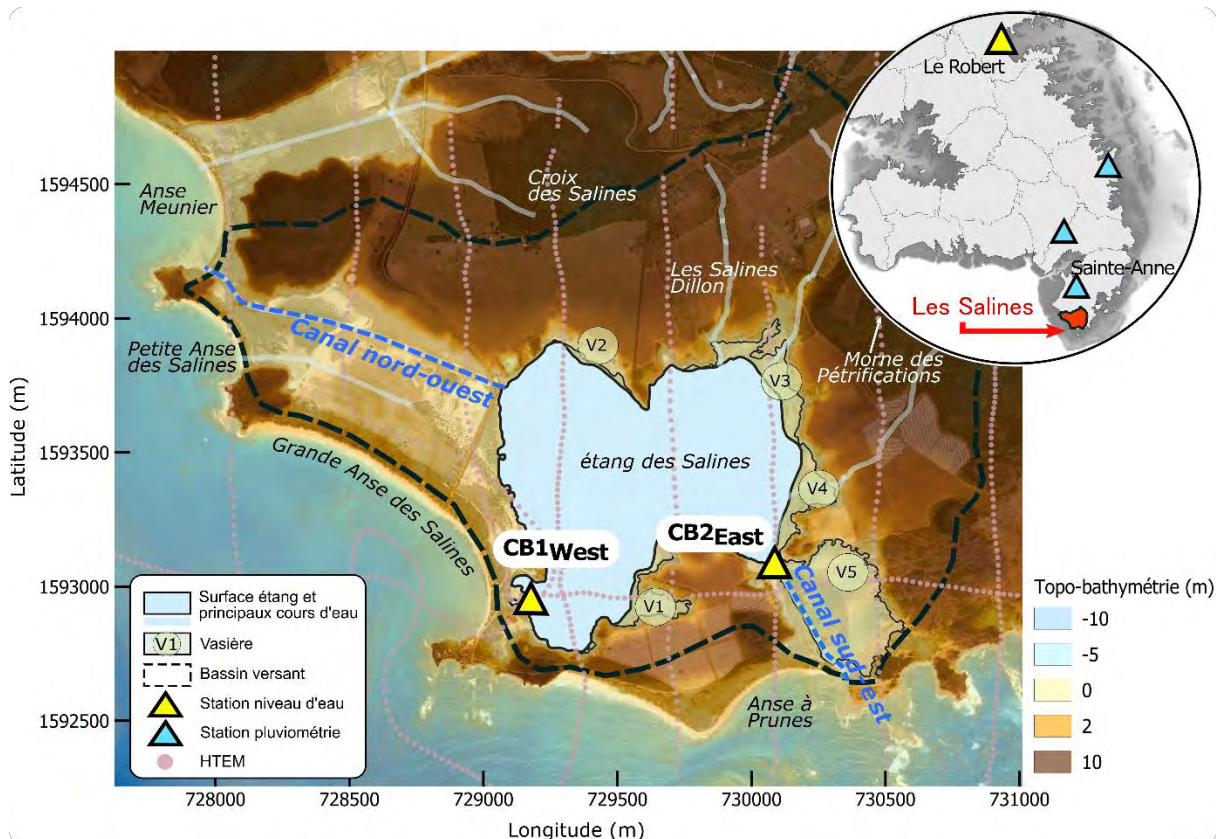 Le Robert
Sainte-Anne
Les Salines
1594500
1594000
1593500
1593000
1592500
Latitude (m)
Anse
Meunier
Croix
des Salines
Les Salines
Dillon
Petite Anse
des Salines
Canal nord-ouest
V2
V3
Morne des
Pétrifications
Grande Anse des Salines
étang des Salines
V4
CB1West
CB2East
V5
V1
Canal sud-est
Anse à
Prunes
Surface étang et
principaux cours d'eau
V1
Vasière
Bassin versant
Station niveau d'eau
Station pluviométrie
HTEM
Topo-bathymétrie (m)
-10
-5
0
2
10
728000
728500
729000
729500
730000
730500
731000
Longitude (m)